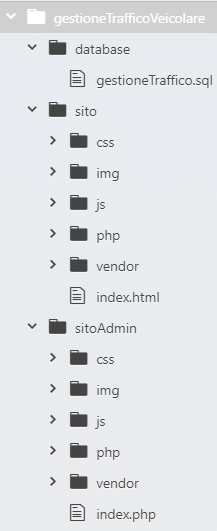 gestioneTrafficoVeicolare
database
gestioneTraffico.sql
sito
css
img
js
php
vendor
index.html
sitoAdmin
css
img
js
php
vendor
index.php